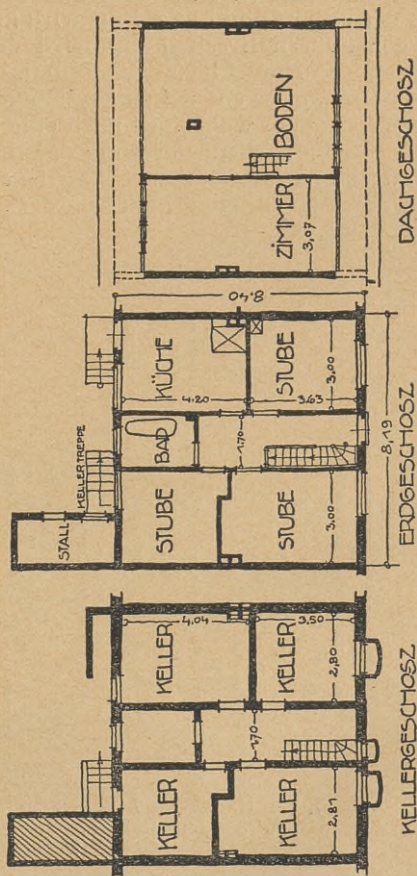 ZIMMER
3,07
BODEN
DACHGESCHOSZ
8.40
KÜCHE
4.20
STUBE
3.63
3.00
BAD
1.70
KELLERTREPPE
STALL
STUBE
STUBE
3.00
8,19
ERDGESCHOSZ
KELLER
4.04
KELLER
3,50
2,80
1.70
KELLER
KELLER
2.81
KELLERGESCHOSZ